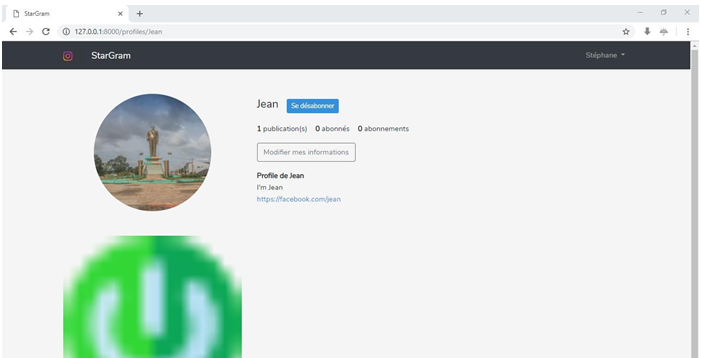 StarGram
127.0.0.1:8000/profiles/Jean
StarGram
Stéphane
Jean Se désabonner
1 publication(s) 0 abonnés 0 abonnements
Modifier mes informations
Profile de Jean
I'm Jean
https://facebook.com/jean